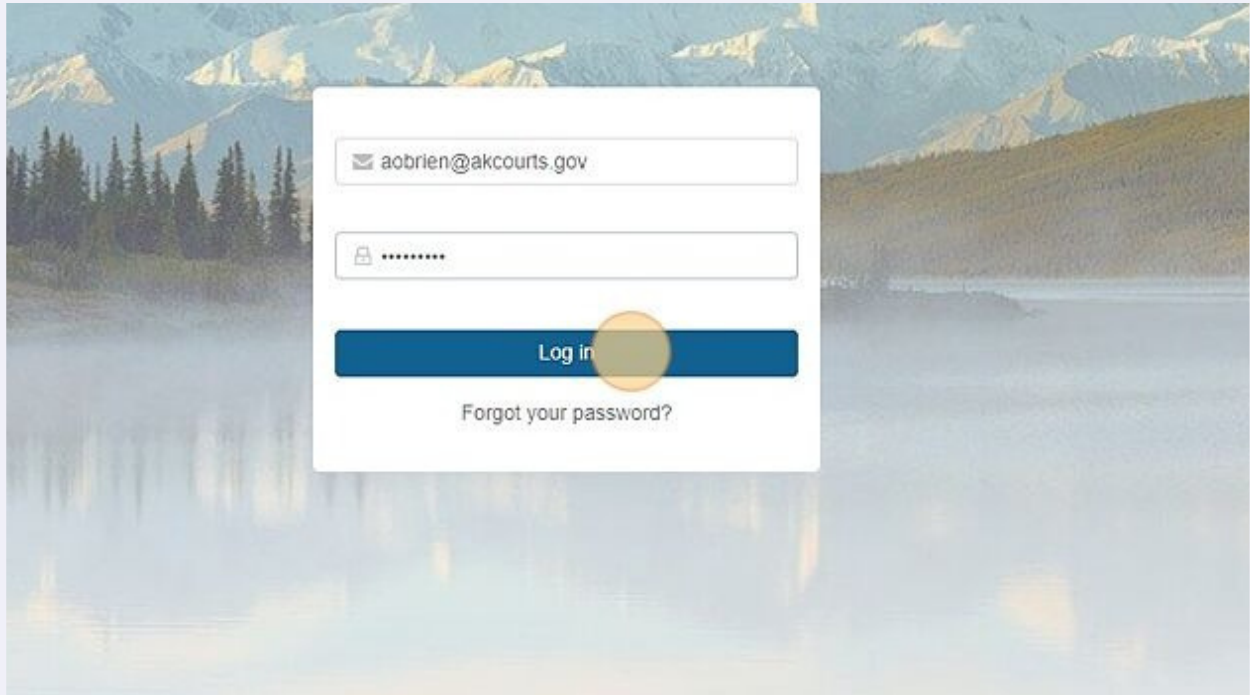 aobrien@akcourts.gov
•••••••••
Log in
Forgot your password?